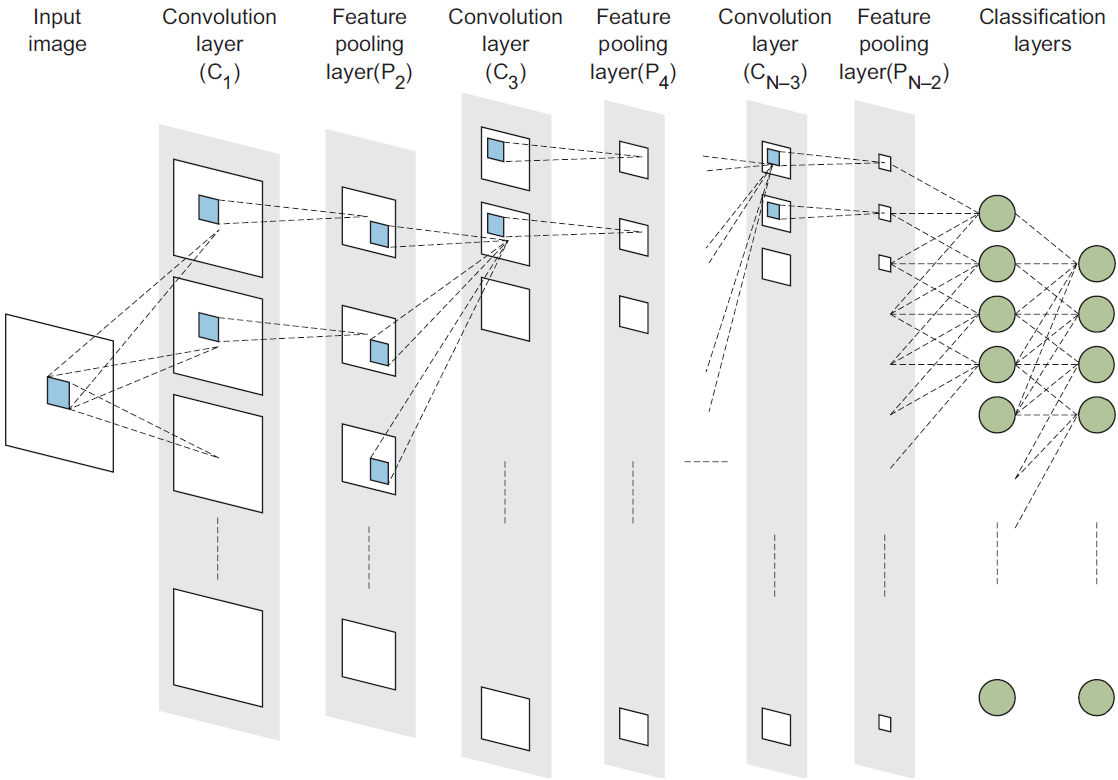 Input
image
Convolution
layer
(C1)
Feature
pooling
layer(P2)
Convolution
layer
(C3)
Feature
pooling
layer(P4)
Convolution
layer
(CN–3)
Feature
pooling
layer(PN–2)
Classification
layers